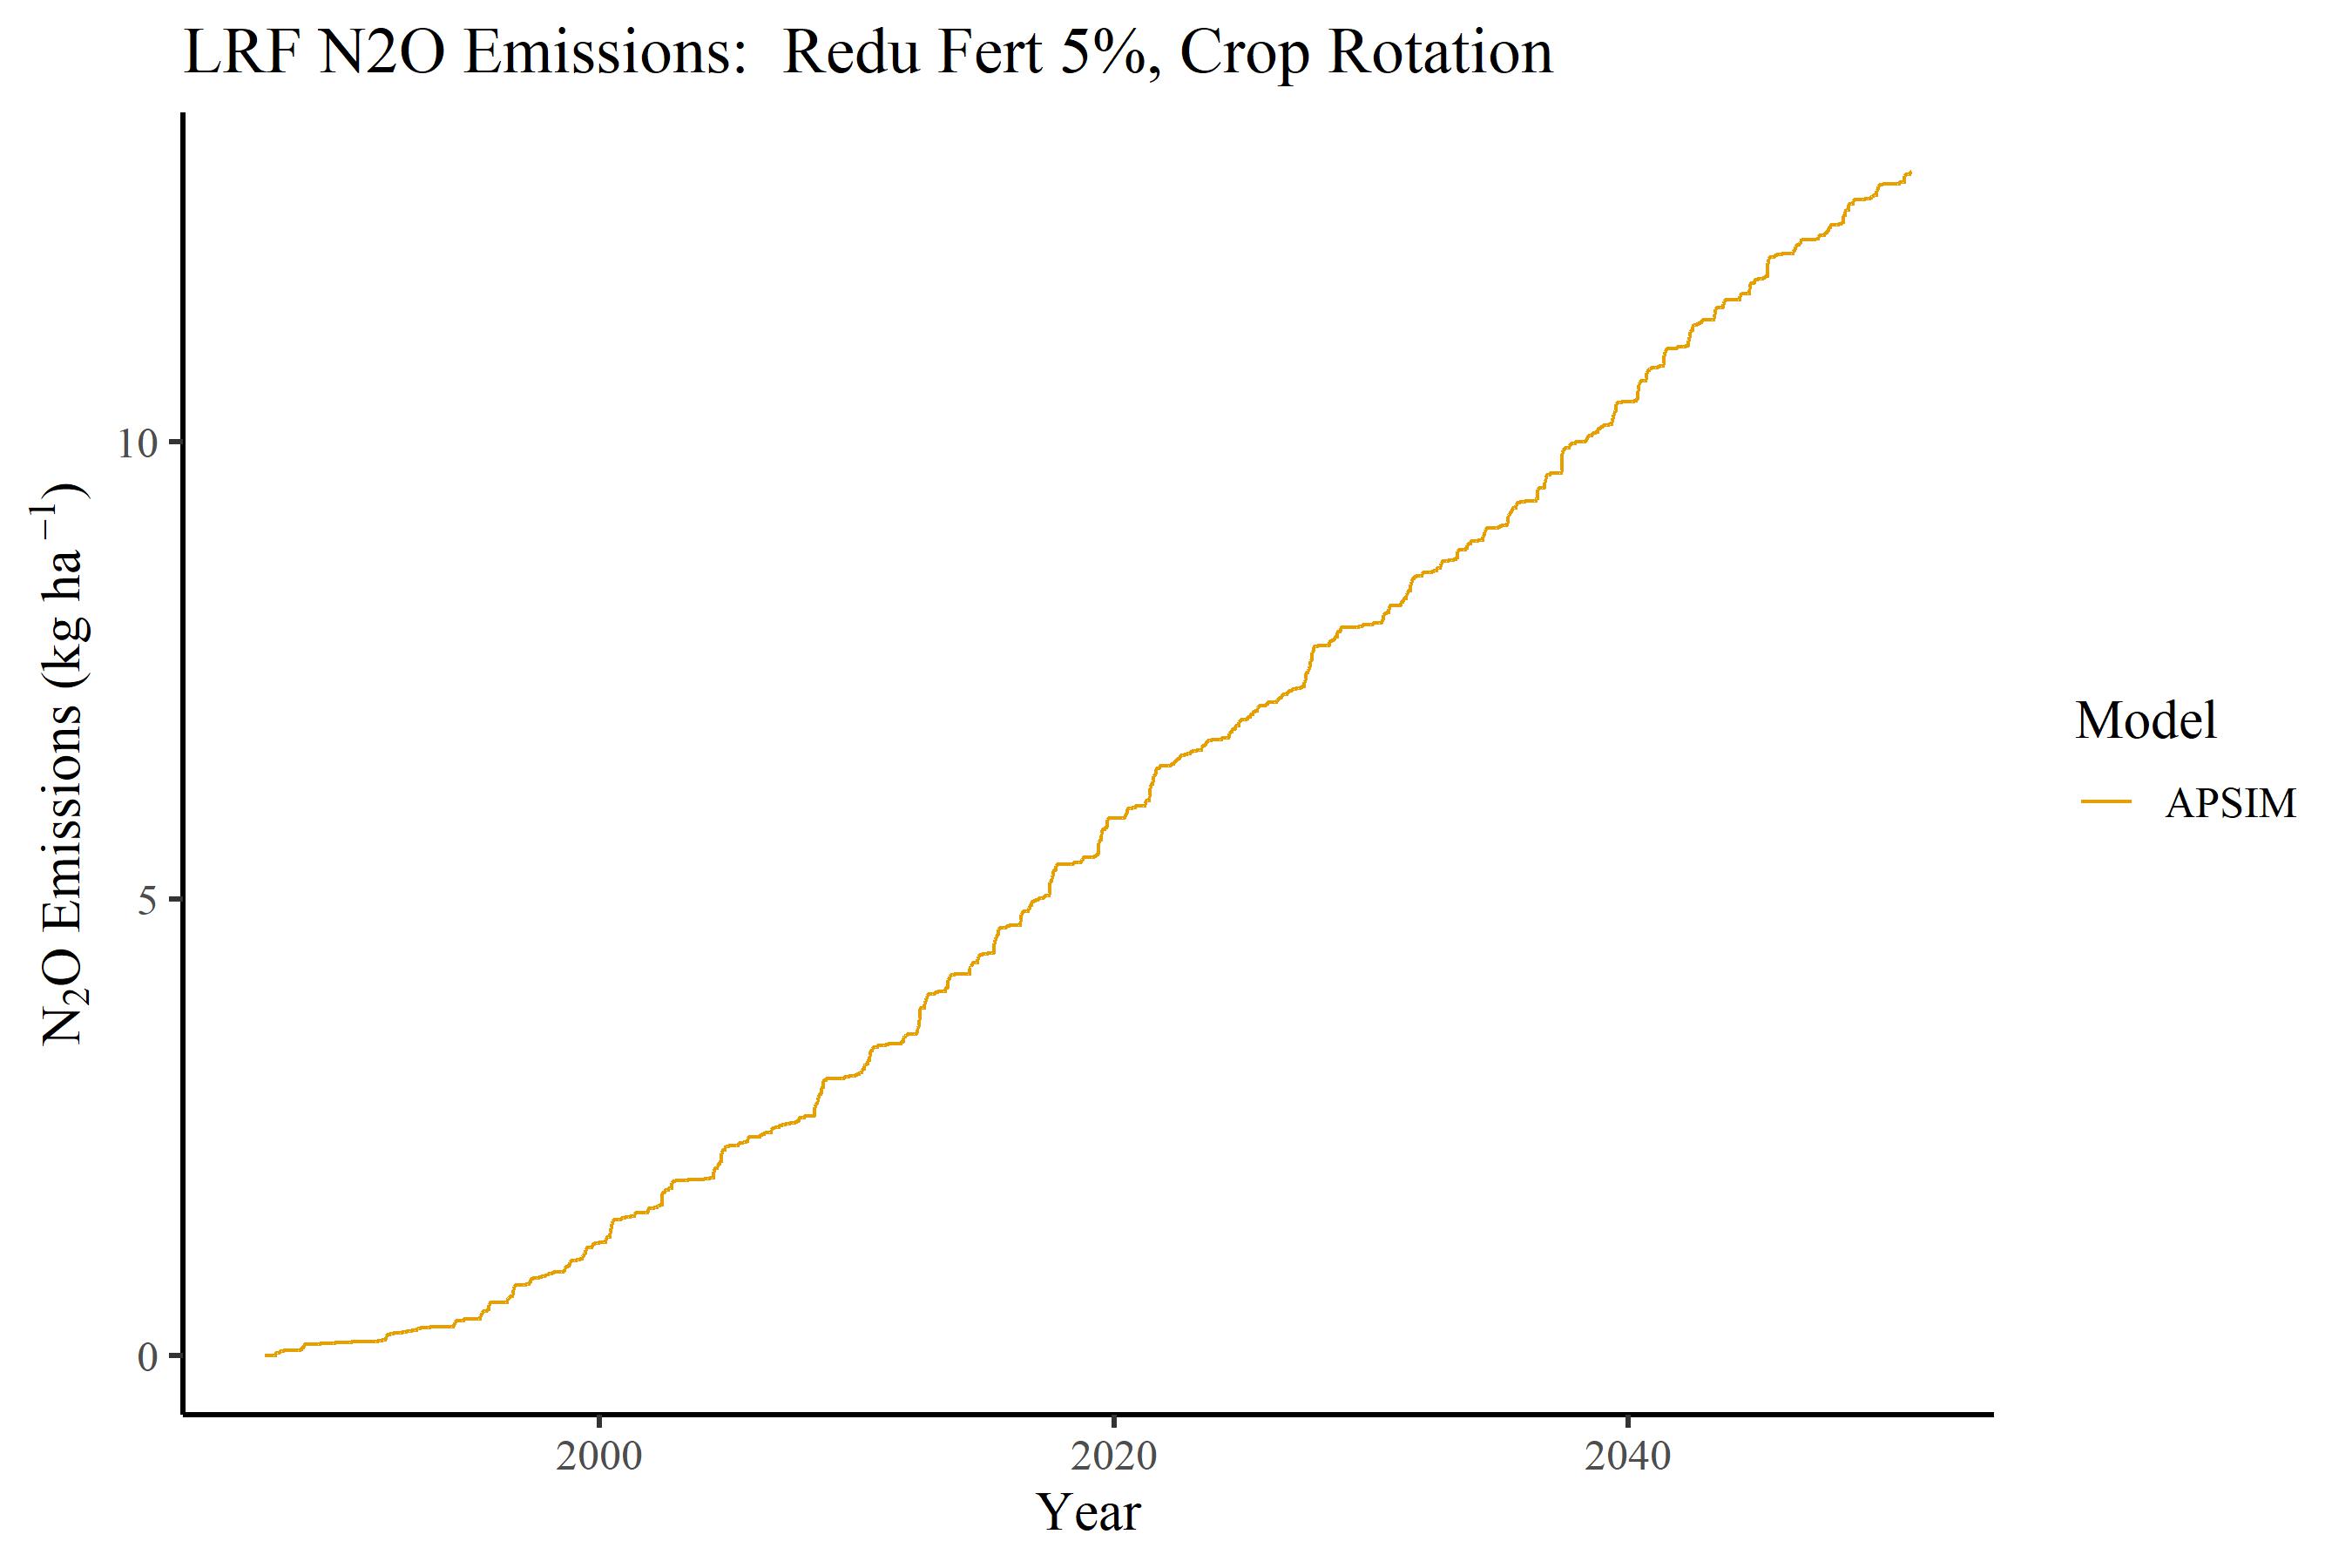 LRF N2O Emissions:  Redu Fert 5%, Crop Rotation
N₂O Emissions (kg ha⁻¹)
10
5
0
2000 2020 2040
Year
Model
APSIM